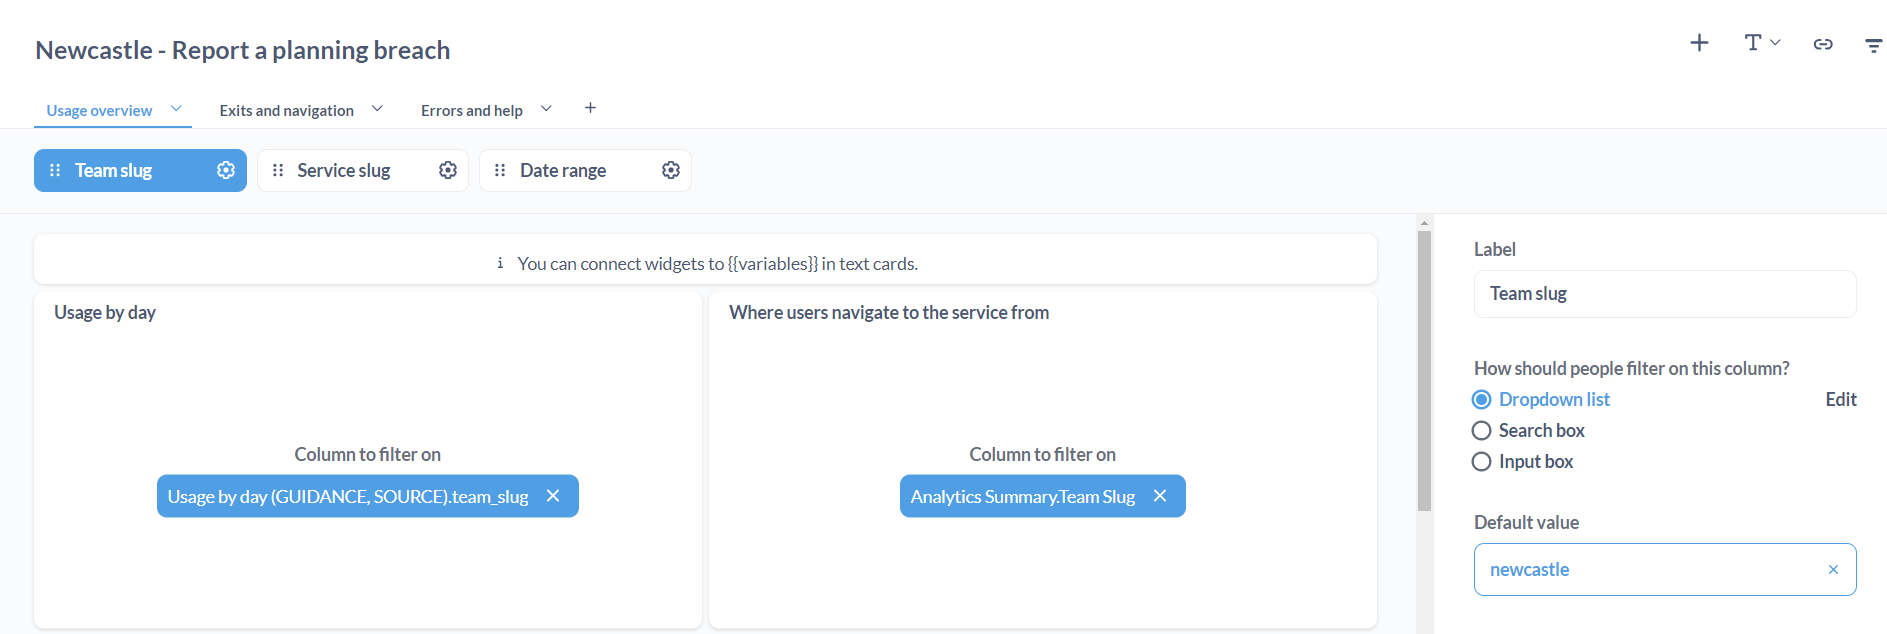 Newcastle - Report a planning breach
T
Usage overview
Exits and navigation
Errors and help
+
Team slug
Service slug
Date range
i You can connect widgets to {{variables}} in text cards.
Usage by day
Where users navigate to the service from
Column to filter on
Usage by day (GUIDANCE, SOURCE).team_slug
Column to filter on
Analytics Summary.Team Slug
Label
Team slug
How should people filter on this column?
Dropdown list
Edit
Search box
Input box
Default value
newcastle